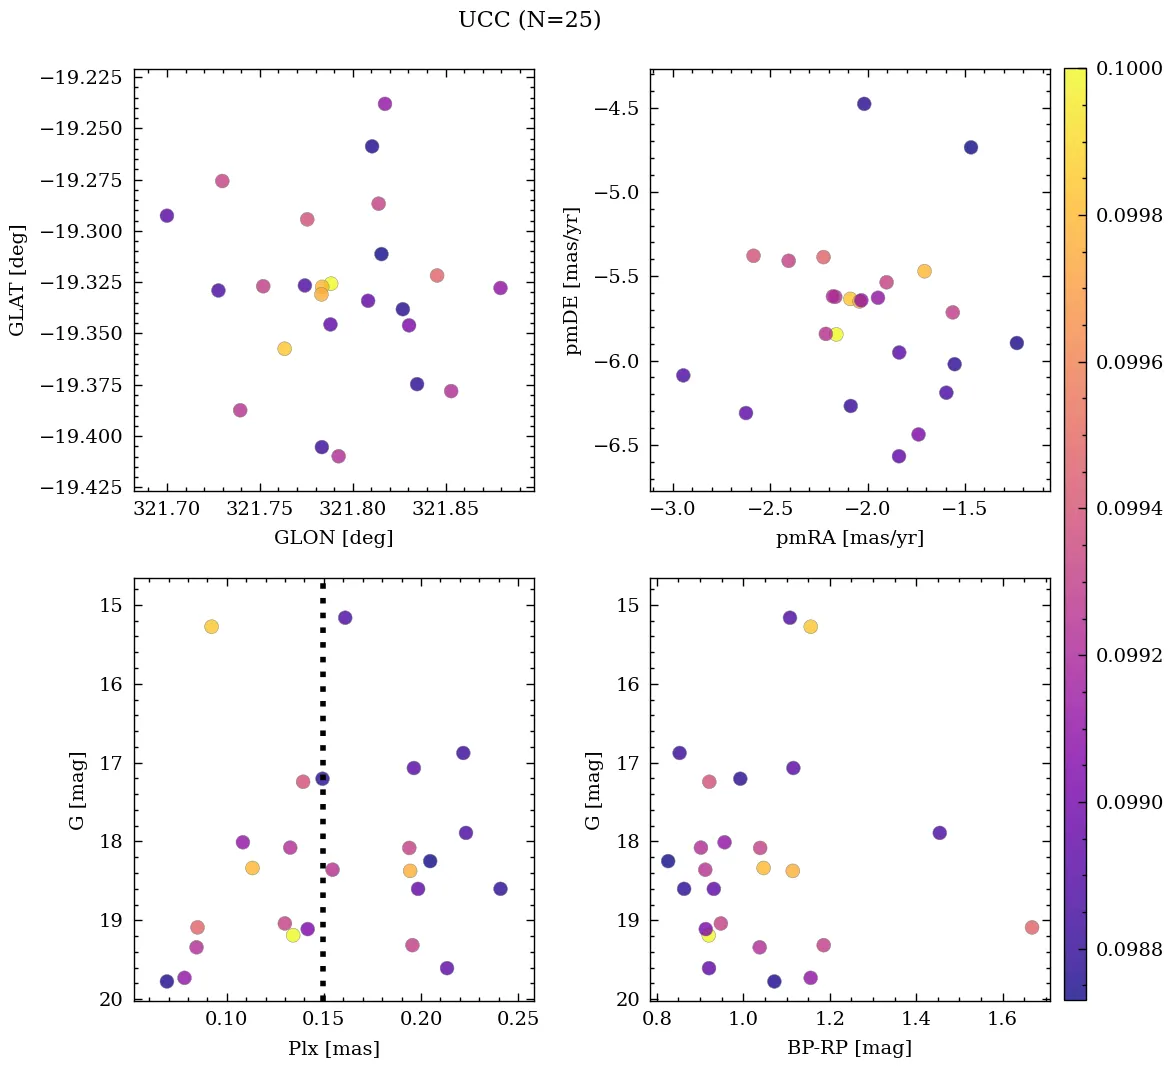 UCC (N=25)
−19.225
−19.250
−19.275
−19.300
−19.325
−19.350
−19.375
−19.400
−19.425
GLAT [deg]
321.70 321.75 321.80 321.85
GLON [deg]
−4.5
−5.0
−5.5
−6.0
−6.5
pmDE [mas/yr]
−3.0 −2.5 −2.0 −1.5
pmRA [mas/yr]
15
16
17
18
19
20
G [mag]
0.10 0.15 0.20 0.25
Plx [mas]
15
16
17
18
19
20
G [mag]
0.8 1.0 1.2 1.4 1.6
BP-RP [mag]
0.1000
0.0998
0.0996
0.0994
0.0992
0.0990
0.0988